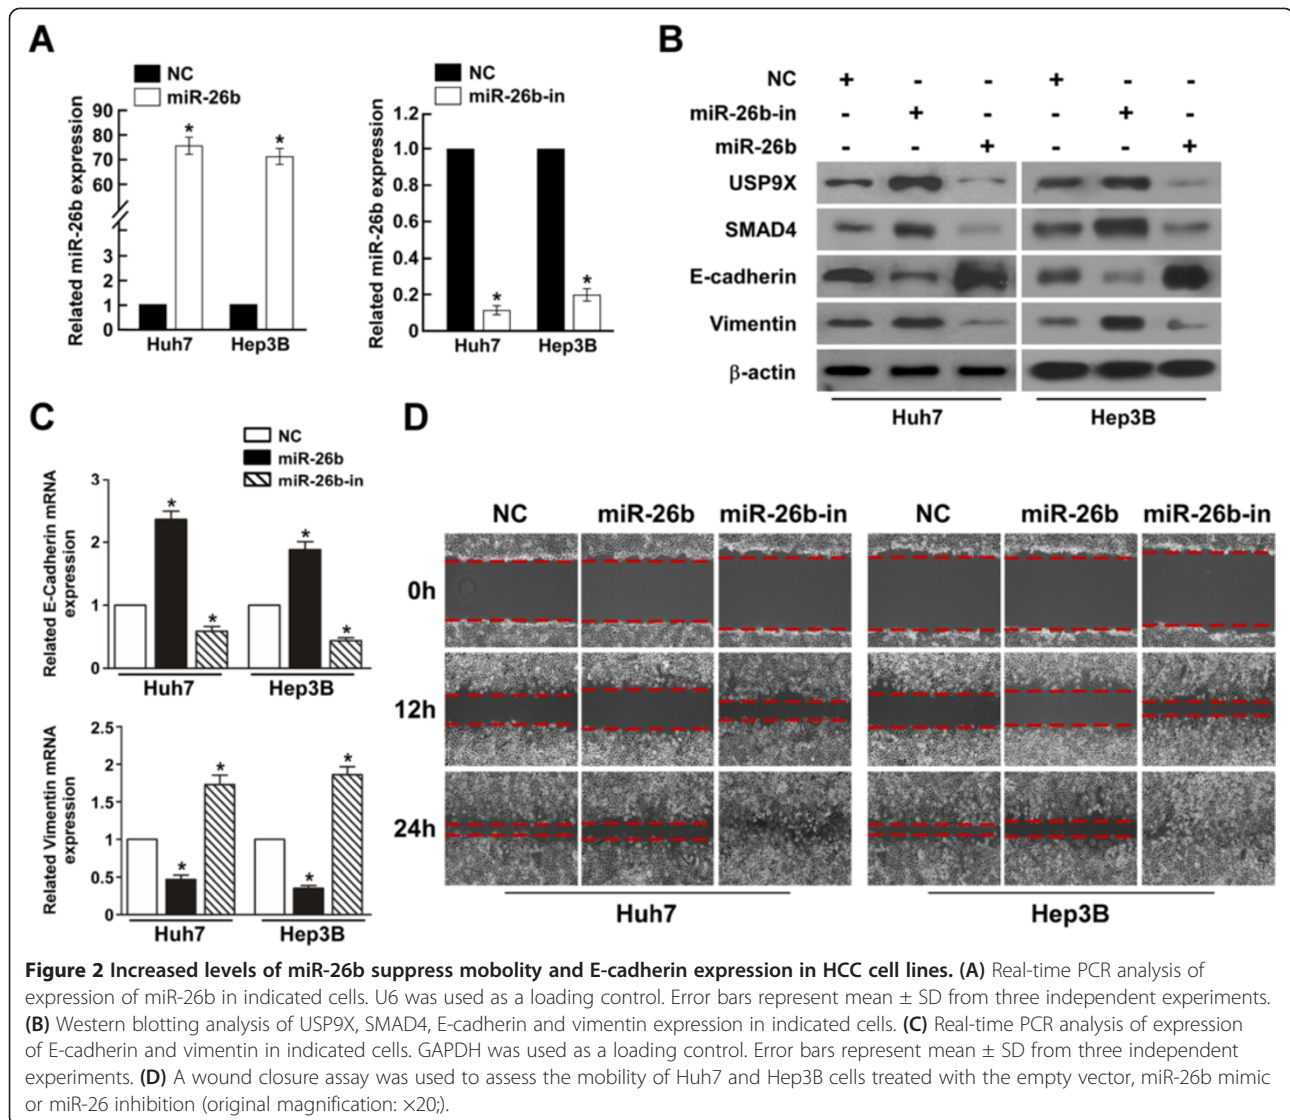 A
NC
miR-26b
Related miR-26b expression
90
80
70
60
3
2
1
0
Huh7 Hep3B
NC
miR-26b-in
Related miR-26b expression
1.2
1.0
0.8
0.6
0.4
0.2
0
* *
* *
Huh7 Hep3B
B
NC + - - + - -
miR-26b-in - + - - + -
miR-26b - - + - - +
USP9X
SMAD4
E-cadherin
Vimentin
β-actin
Huh7 Hep3B
C
NC
miR-26b
miR-26b-in
Related E-Cadherin mRNA
expression
3
2
1
0
* * * *
Huh7 Hep3B
Related Vimentin mRNA
expression
2.5
2
1.5
1
0.5
0
* * * *
Huh7 Hep3B
D
NC miR-26b miR-26b-in NC miR-26b miR-26b-in
0h
12h
24h
Huh7 Hep3B
Figure 2 Increased levels of miR-26b suppress mobolity and E-cadherin expression in HCC cell lines. (A) Real-time PCR analysis of
expression of miR-26b in indicated cells. U6 was used as a loading control. Error bars represent mean ± SD from three independent experiments.
(B) Western blotting analysis of USP9X, SMAD4, E-cadherin and vimentin expression in indicated cells. (C) Real-time PCR analysis of expression
of E-cadherin and vimentin in indicated cells. GAPDH was used as a loading control. Error bars represent mean ± SD from three independent
experiments. (D) A wound closure assay was used to assess the mobility of Huh7 and Hep3B cells treated with the empty vector, miR-26b mimic
or miR-26 inhibition (original magnification: ×20;).